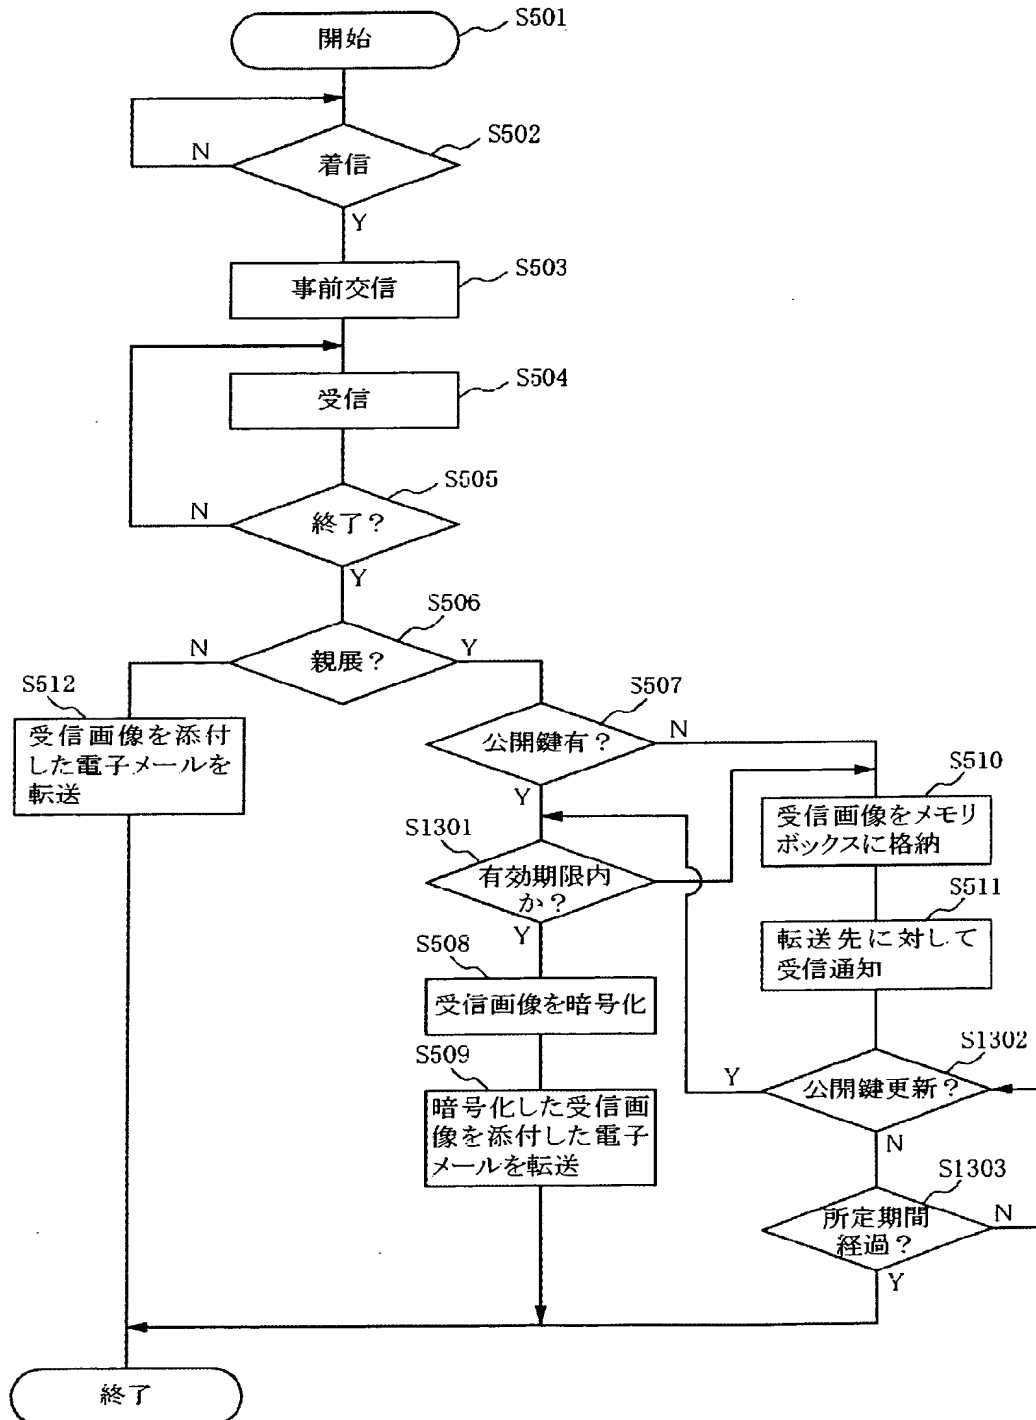 S501
開始
S502
着信
N
Y
S503
事前交信
S504
受信
S505
終了?
N
Y
S506
親展?
N
Y
S512
受信画像を添付
した電子メールを
転送
S507
公開鍵有?
N
Y
S510
受信画像をメモリ
ボックスに格納
S1301
有効期限内
か?
Y
S511
転送先に対して
受信通知
S508
受信画像を暗号化
S509
暗号化した受信画
像を添付した電子
メールを転送
S1302
公開鍵更新?
Y
N
S1303
所定期間
経過?
N
Y
終了